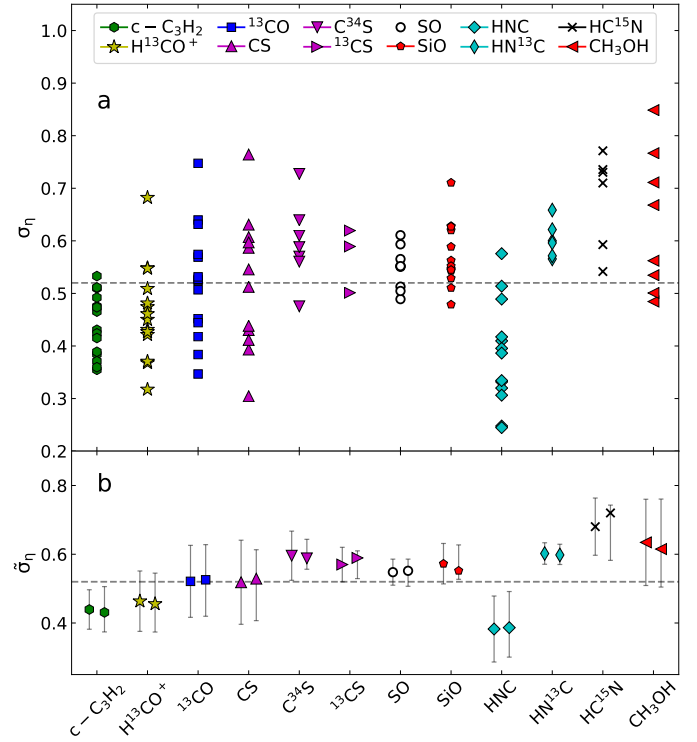 c − C₃H₂ ¹³CO C³⁴S SO HNC HC¹⁵N
H¹³CO⁺ CS ¹³CS SiO HN¹³C CH₃OH
a
1.0
0.9
0.8
0.7
0.6
0.5
0.4
0.3
0.2
σ_η
b
0.8
0.6
0.4
σ̃_η
c − C₃H₂ H¹³CO⁺ ¹³CO CS C³⁴S ¹³CS SO SiO HNC HN¹³C HC¹⁵N CH₃OH